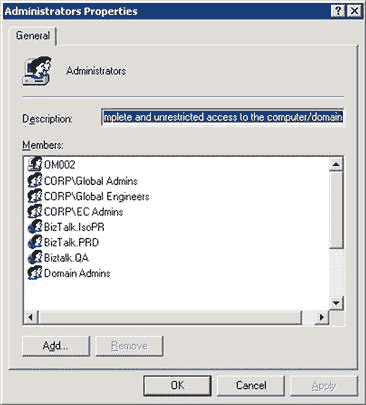 Administrators Properties
General
Administrators
Description:
mplete and unrestricted access to the computer/domain
Members:
OM002
CORP\Global Admins
CORP\Global Engineers
CORP\EC Admins
BizTalk.IsoPR
BizTalk.PRD
Biztalk.QA
Domain Admins
Add...
Remove
OK
Cancel
Apply